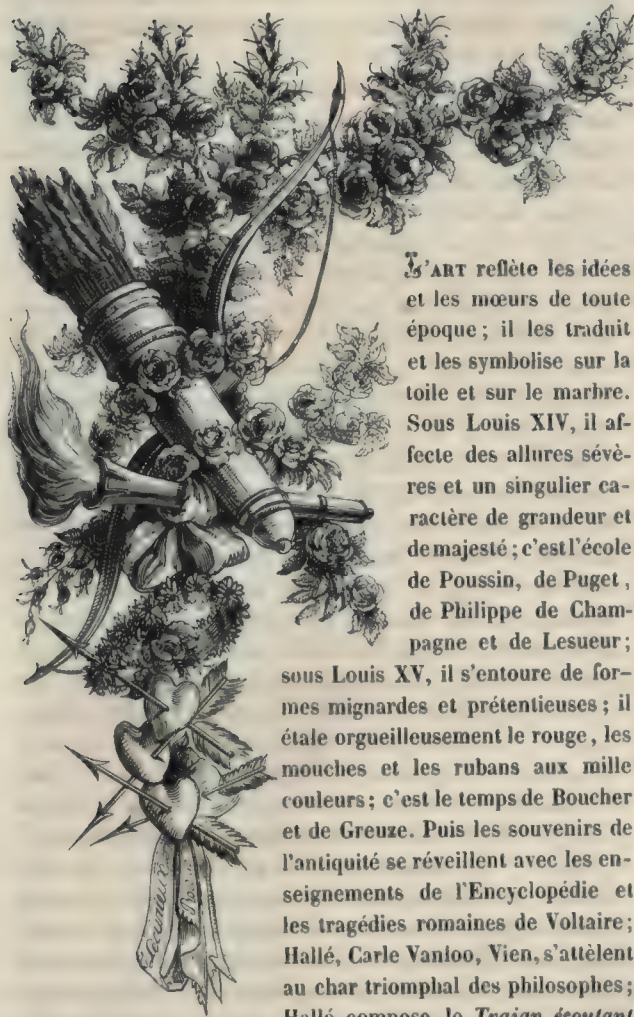 L'ART reflète les idées
et les mœurs de toute
époque ; il les traduit
et les symbolise sur la
toile et sur le marbre.
Sous Louis XIV, il af-
fecte des allures sévè-
res et un singulier ca-
ractère de grandeur et
de majesté ; c'est l'école
de Poussin, de Puget,
de Philippe de Cham-
pagne et de Lesueur ;
sous Louis XV, il s'entoure de for-
mes mignardes et prétentieuses ; il
étale orgueilleusement le rouge, les
mouches et les rubans aux mille
couleurs ; c'est le temps de Boucher
et de Greuze. Puis les souvenirs de
l'antiquité se réveillent avec les en-
seignements de l'Encyclopédie et
les tragédies romaines de Voltaire ;
Hallé, Carle Vanloo, Vien, s'attèlent
au char triomphal des philosophes ;
Hallé compose le Trajan écoutant